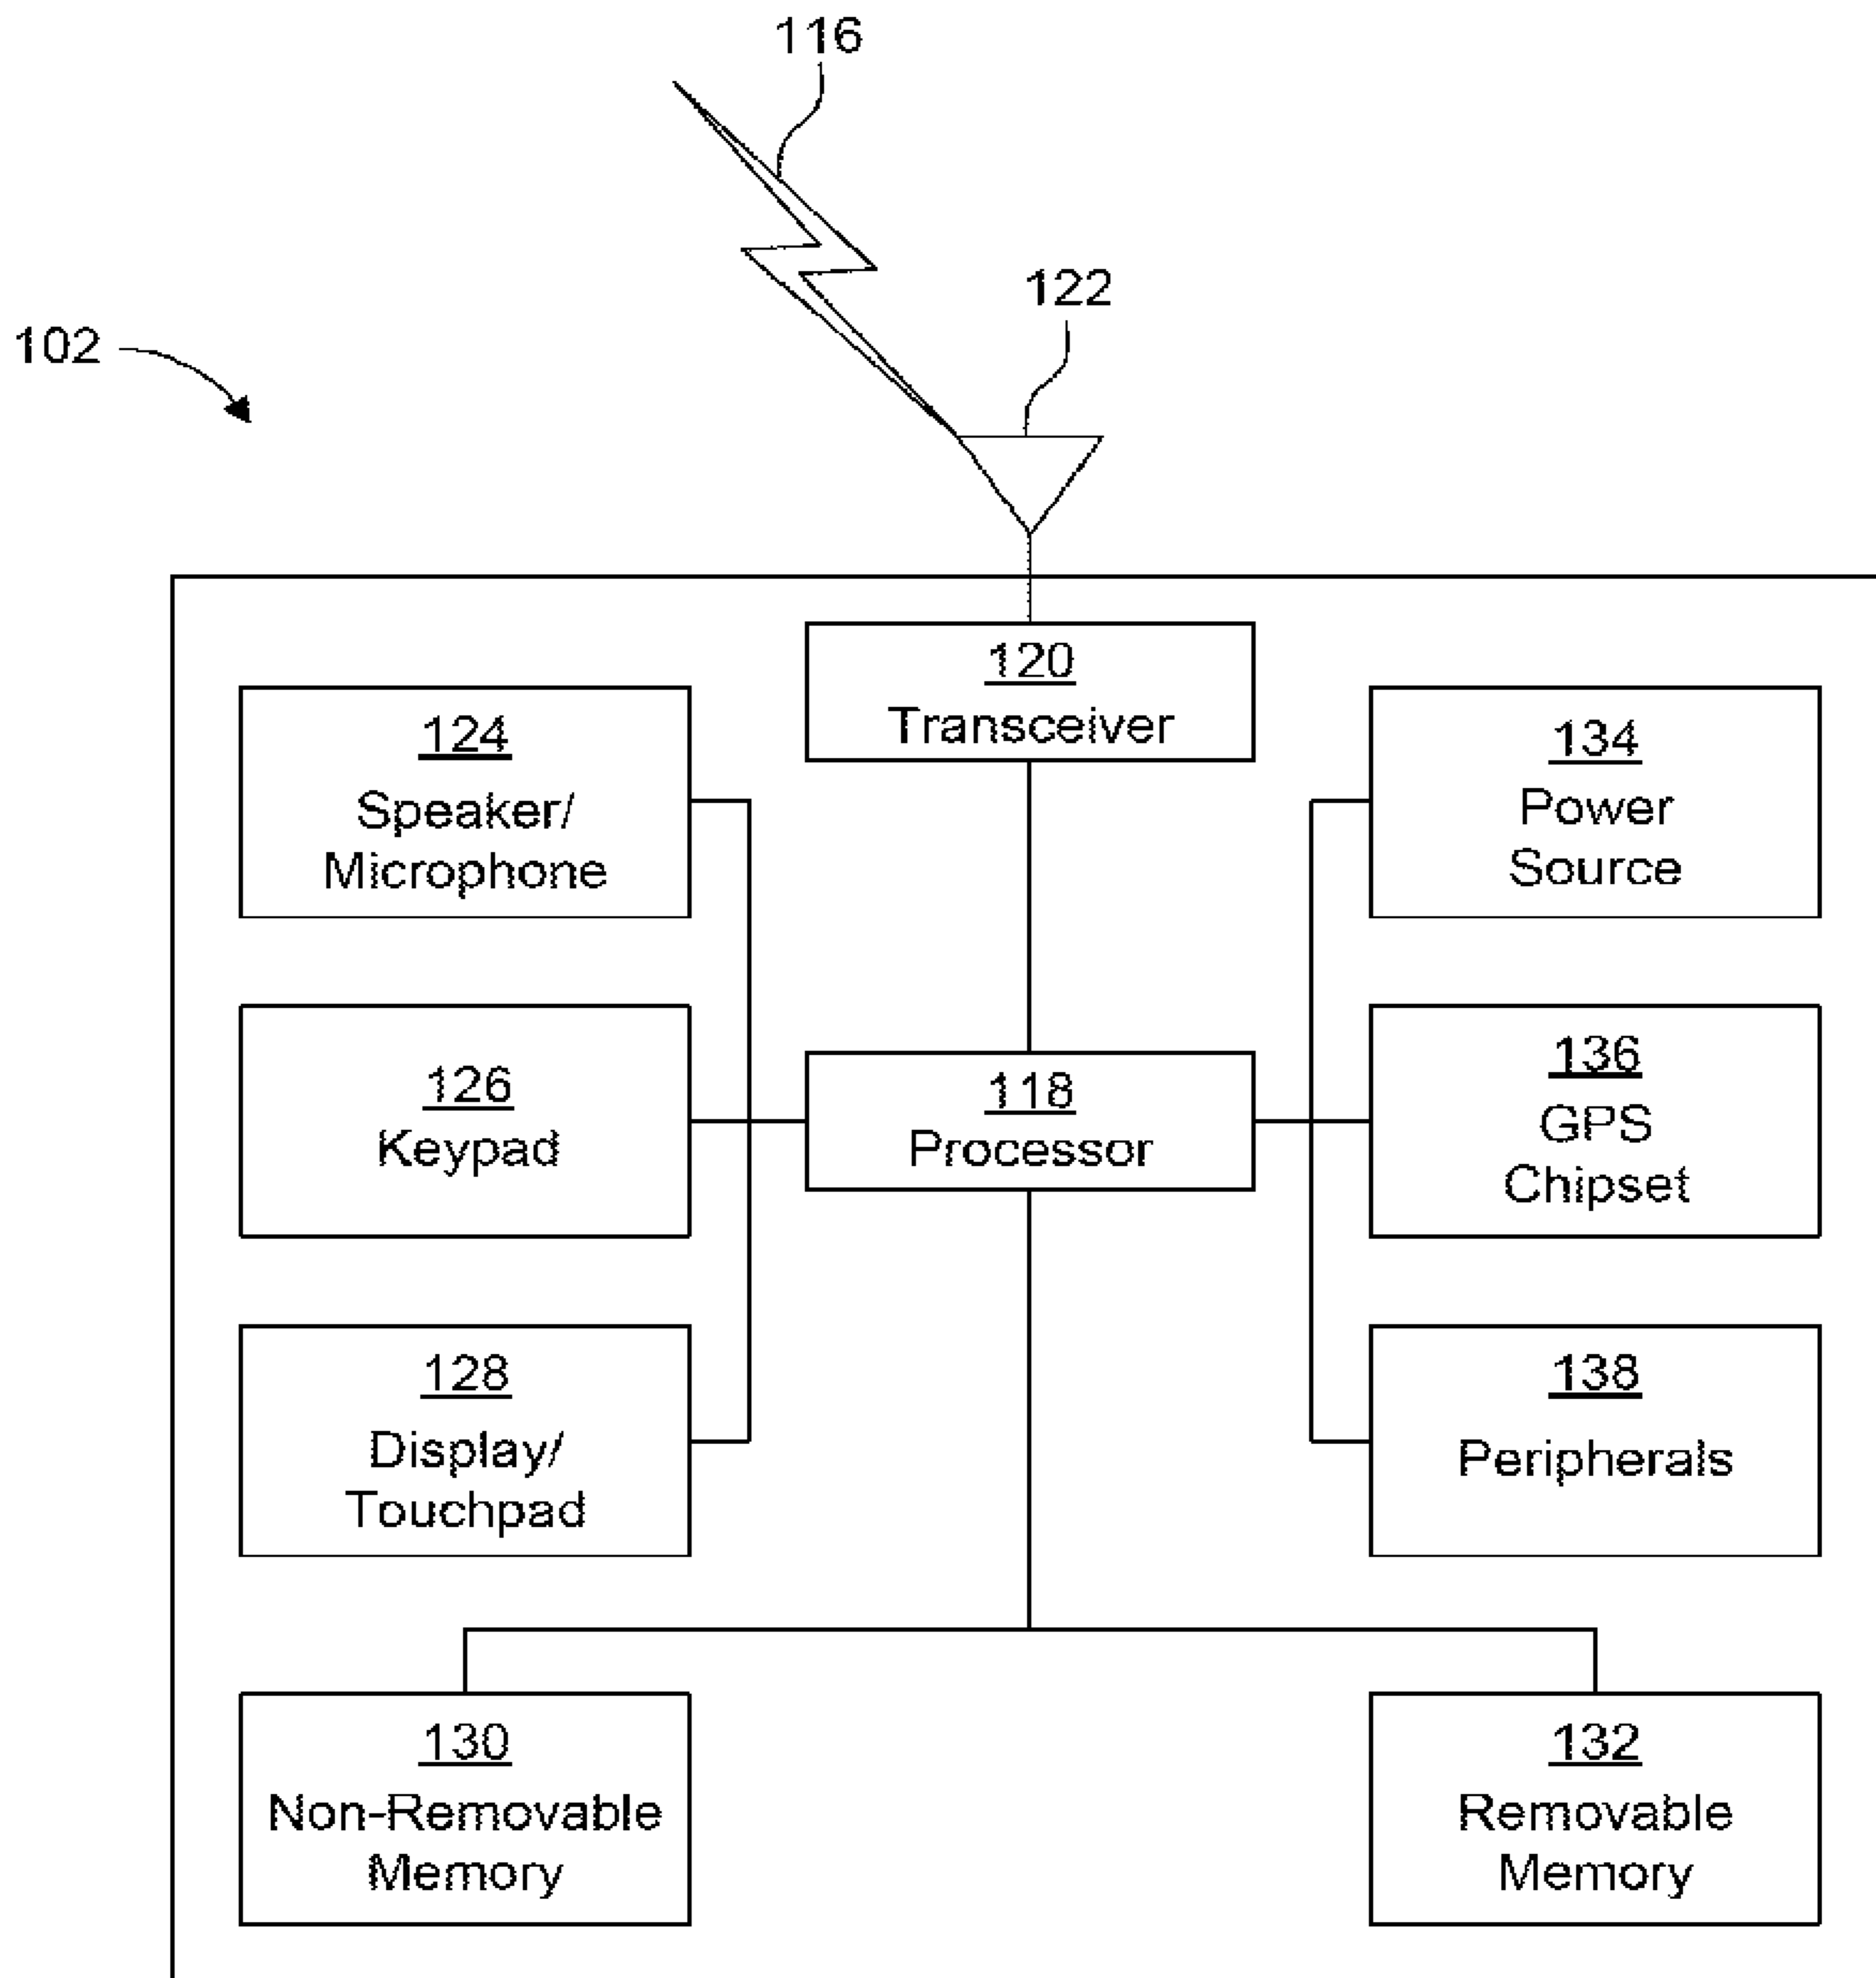 116
122
102
120
Transceiver
124
Speaker/
Microphone
134
Power
Source
126
Keypad
118
Processor
136
GPS
Chipset
128
Display/
Touchpad
138
Peripherals
130
Non-Removable
Memory
132
Removable
Memory